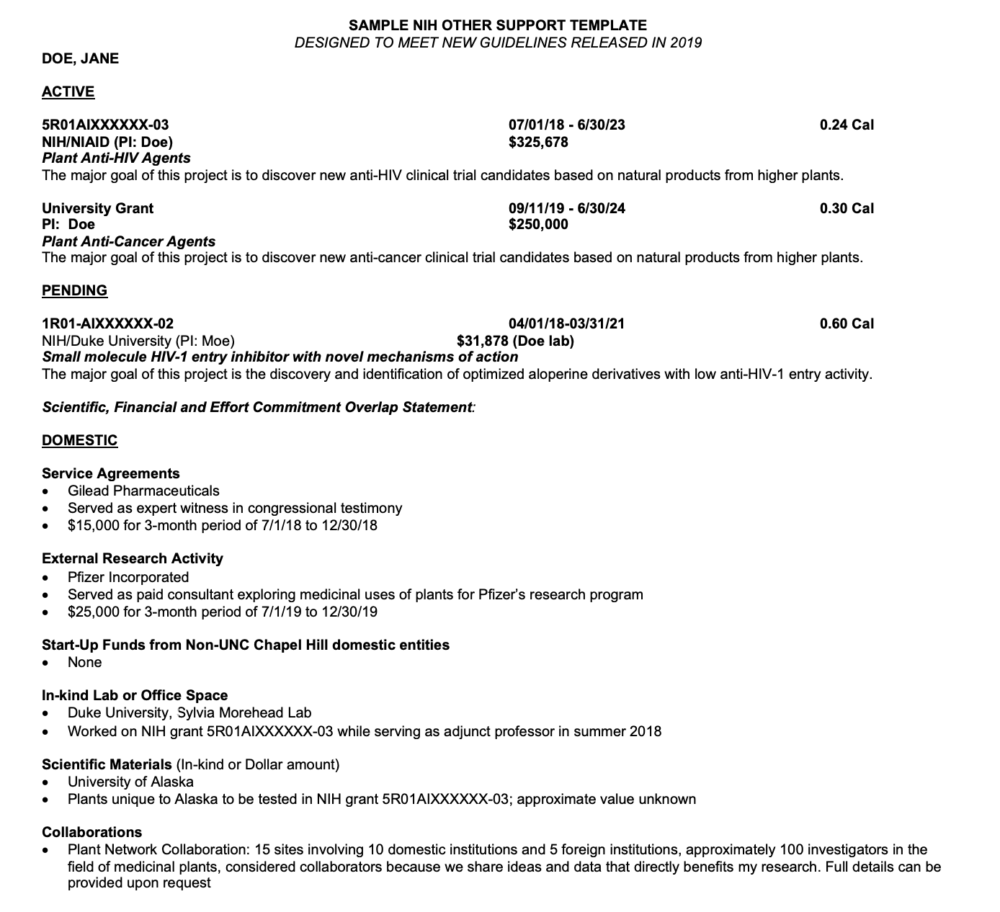 SAMPLE NIH OTHER SUPPORT TEMPLATE
DESIGNED TO MEET NEW GUIDELINES RELEASED IN 2019
DOE, JANE
ACTIVE
5R01AIXXXXXX-03 07/01/18 - 6/30/23 0.24 Cal
NIH/NIAID (PI: Doe) $325,678
Plant Anti-HIV Agents
The major goal of this project is to discover new anti-HIV clinical trial candidates based on natural products from higher plants.
University Grant 09/11/19 - 6/30/24 0.30 Cal
PI: Doe $250,000
Plant Anti-Cancer Agents
The major goal of this project is to discover new anti-cancer clinical trial candidates based on natural products from higher plants.
PENDING
1R01-AIXXXXXX-02 04/01/18-03/31/21 0.60 Cal
NIH/Duke University (PI: Moe) $31,878 (Doe lab)
Small molecule HIV-1 entry inhibitor with novel mechanisms of action
The major goal of this project is the discovery and identification of optimized aloperine derivatives with low anti-HIV-1 entry activity.
Scientific, Financial and Effort Commitment Overlap Statement:
DOMESTIC
Service Agreements
• Gilead Pharmaceuticals
• Served as expert witness in congressional testimony
• $15,000 for 3-month period of 7/1/18 to 12/30/18
External Research Activity
• Pfizer Incorporated
• Served as paid consultant exploring medicinal uses of plants for Pfizer’s research program
• $25,000 for 3-month period of 7/1/19 to 12/30/19
Start-Up Funds from Non-UNC Chapel Hill domestic entities
• None
In-kind Lab or Office Space
• Duke University, Sylvia Morehead Lab
• Worked on NIH grant 5R01AIXXXXXX-03 while serving as adjunct professor in summer 2018
Scientific Materials (In-kind or Dollar amount)
• University of Alaska
• Plants unique to Alaska to be tested in NIH grant 5R01AIXXXXXX-03; approximate value unknown
Collaborations
• Plant Network Collaboration: 15 sites involving 10 domestic institutions and 5 foreign institutions, approximately 100 investigators in the
field of medicinal plants, considered collaborators because we share ideas and data that directly benefits my research. Full details can be
provided upon request